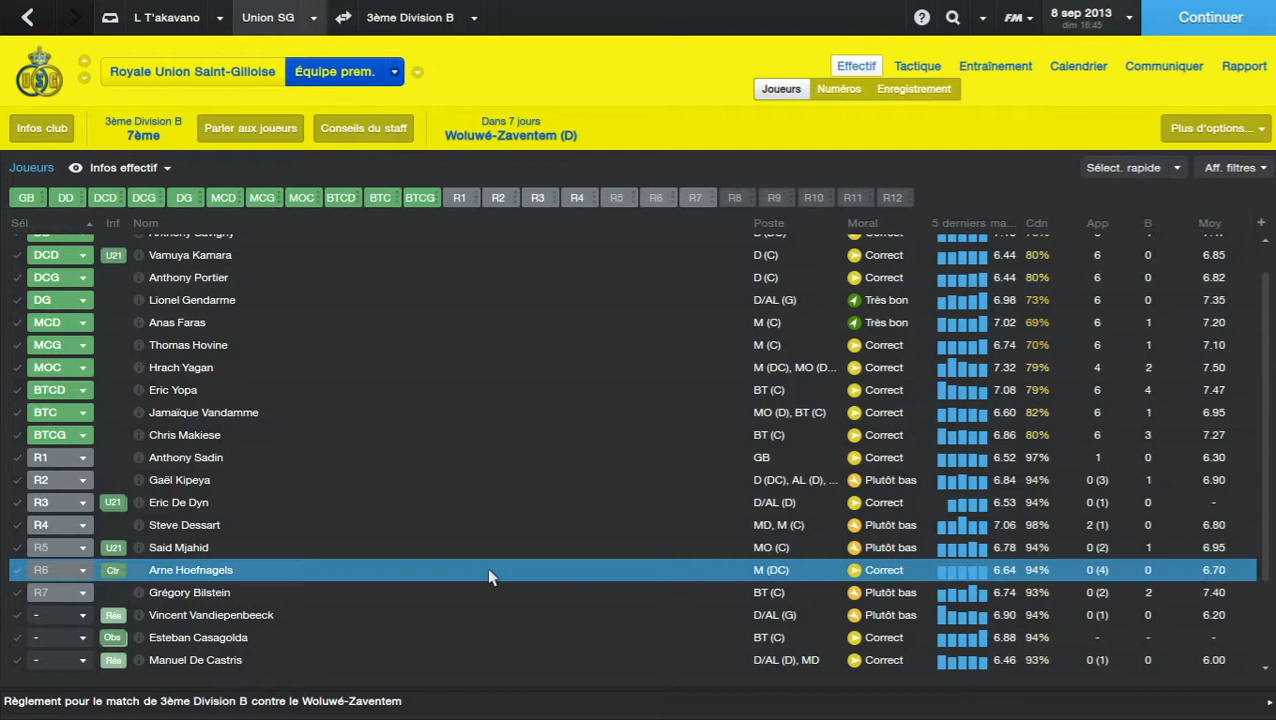 L T'akavano Union SG 3ème Division B ? FM 8 sep 2013 Continuer
dim 16:45
Royale Union Saint-Gilloise Équipe prem. Effectif Tactique Entraînement Calendrier Communiquer Rapport
Joueurs Numéros Enregistrement
Infos club 3ème Division B 7ème Parler aux joueurs Conseils du staff Dans 7 jours Woluwé-Zaventem (D) Plus d'options...
Joueurs Infos effectif Sélect. rapide Aff. filtres
GB DD DCD DCG DG MCD MCG MOC BTCD BTC BTCG R1 R2 R3 R4 R5 R6 R7 R8 R9 R10 R11 R12
Sél Inf Nom Poste Moral 5 derniers ma... Cdn App B Moy +
DCD U21 Vamuya Kamara D (C) Correct 6.44 80% 6 0 6.85
DCG Anthony Portier D (C) Correct 6.44 80% 6 0 6.82
DG Lionel Gendarme D/AL (G) Très bon 6.98 73% 6 0 7.35
MCD Anas Faras M (C) Très bon 7.02 69% 6 1 7.20
MCG Thomas Hovine M (C) Correct 6.74 70% 6 1 7.10
MOC Hrach Yagan M (DC), MO (D... Correct 7.32 79% 4 2 7.50
BTCD Eric Yopa BT (C) Correct 7.08 79% 6 4 7.47
BTC Jamaïque Vandamme MO (D), BT (C) Correct 6.60 82% 6 1 6.95
BTCG Chris Makiese BT (C) Correct 6.86 80% 6 3 7.27
R1 Anthony Sadin GB Correct 6.52 97% 1 0 6.30
R2 Gaël Kipeya D (DC), AL (D), ... Plutôt bas 6.84 94% 0 (3) 1 6.90
R3 U21 Eric De Dyn D/AL (D) Correct 6.53 94% 0 (1) 0 -
R4 Steve Dessart MD, M (C) Plutôt bas 7.06 98% 2 (1) 0 6.80
R5 U21 Said Mjahid MO (C) Plutôt bas 6.78 94% 0 (2) 1 6.95
R6 Ctr Arne Hoefnagels M (DC) Correct 6.64 94% 0 (4) 0 6.70
R7 Grégory Bilstein BT (C) Plutôt bas 6.74 93% 0 (2) 2 7.40
- Rés Vincent Vandiepenbeeck D/AL (G) Plutôt bas 6.90 94% 0 (1) 0 6.20
- Obs Esteban Casagolda BT (C) Correct 6.88 94% - - -
- Rés Manuel De Castris D/AL (D), MD Correct 6.46 93% 0 (1) 0 6.00
Règlement pour le match de 3ème Division B contre le Woluwé-Zaventem